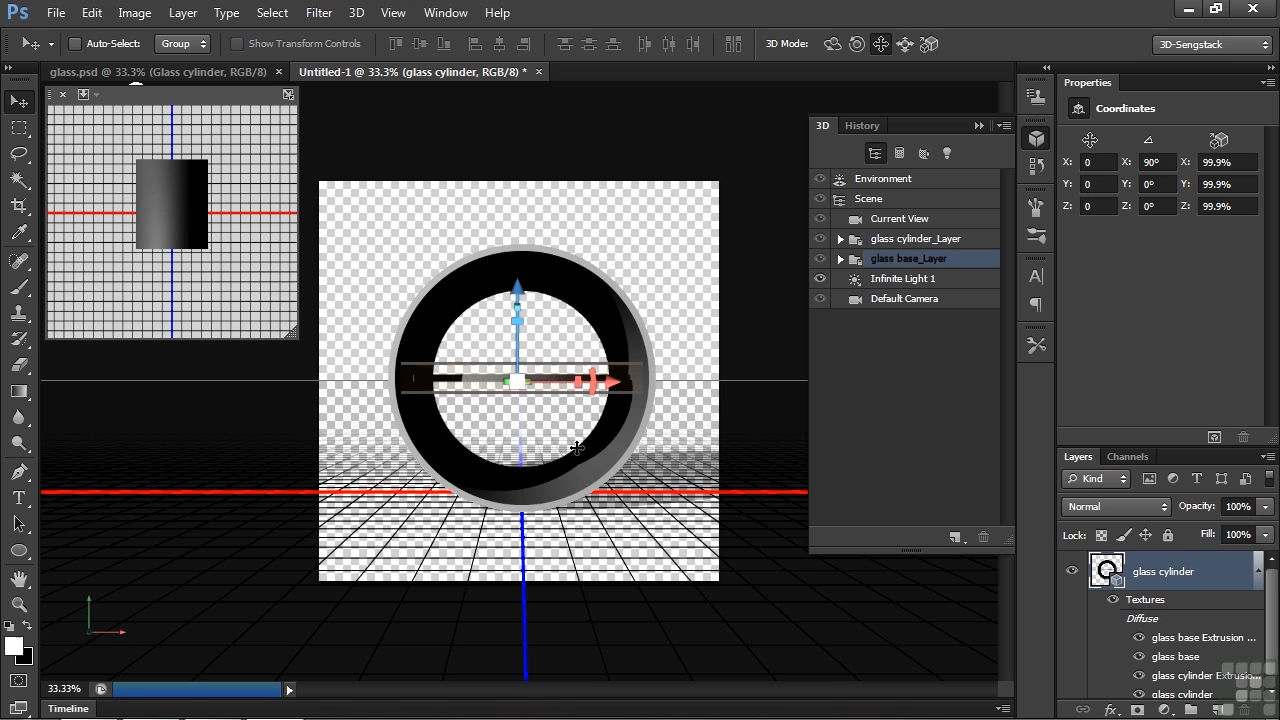 Ps File Edit Image Layer Type Select Filter 3D View Window Help
Auto-Select: Group Show Transform Controls 3D Mode: 3D-Sengstack
glass.psd @ 33.3% (Glass cylinder, RGB/8) × Untitled-1 @ 33.3% (glass cylinder, RGB/8) * ×
Properties
Coordinates
X: 0 X: 90° X: 99.9%
Y: 0 Y: 0° Y: 99.9%
Z: 0 Z: 0° Z: 99.9%
3D History
Environment
Scene
Current View
glass cylinder_Layer
glass base_Layer
Infinite Light 1
Default Camera
Layers Channels
Kind
Normal Opacity: 100%
Lock: Fill: 100%
glass cylinder
Textures
Diffuse
glass base Extrusion ...
glass base
glass cylinder Extrusio...
glass cylinder
33.33%
Timeline